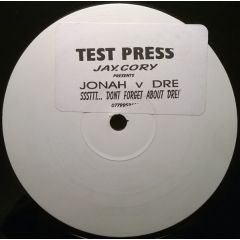 TEST PRESS
JAY.CORY
PRESENTS
JONAH V DRE
SSSTTT... DONT FORGET ABOUT DRE!